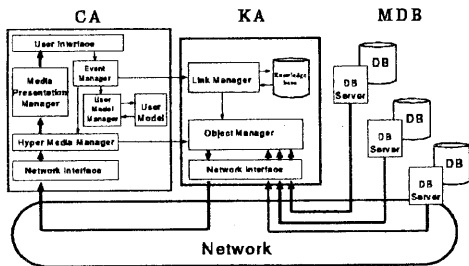 CA
KA
MDB
User Interface
Event
Manager
Media
Presentation
Manager
User
Model
Manager
User
Model
Hyper Media Manager
Network Interface
Link Manager
Knowledge
base
Object Manager
Network Interface
DB
DB
Server
DB
DB
Server
DB
DB
Server
Network